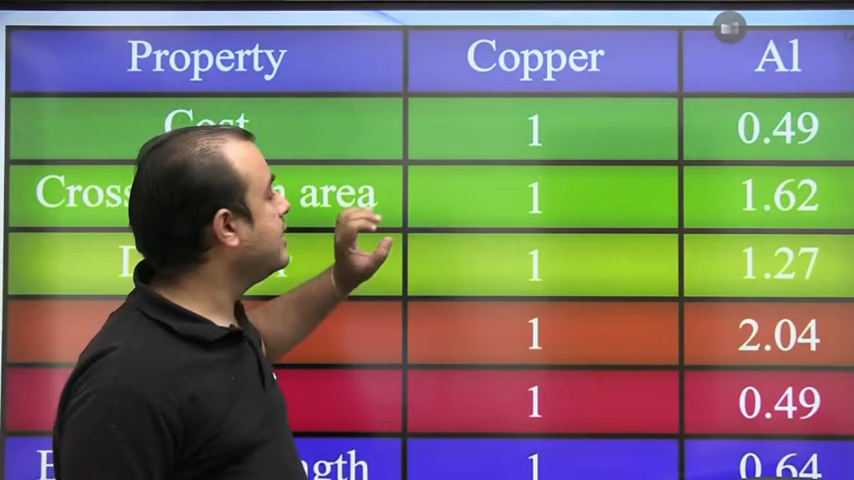 Property Copper Al
Cost 1 0.49
area 1 1.62
1 1.27
1 2.04
1 0.49
1 0.64